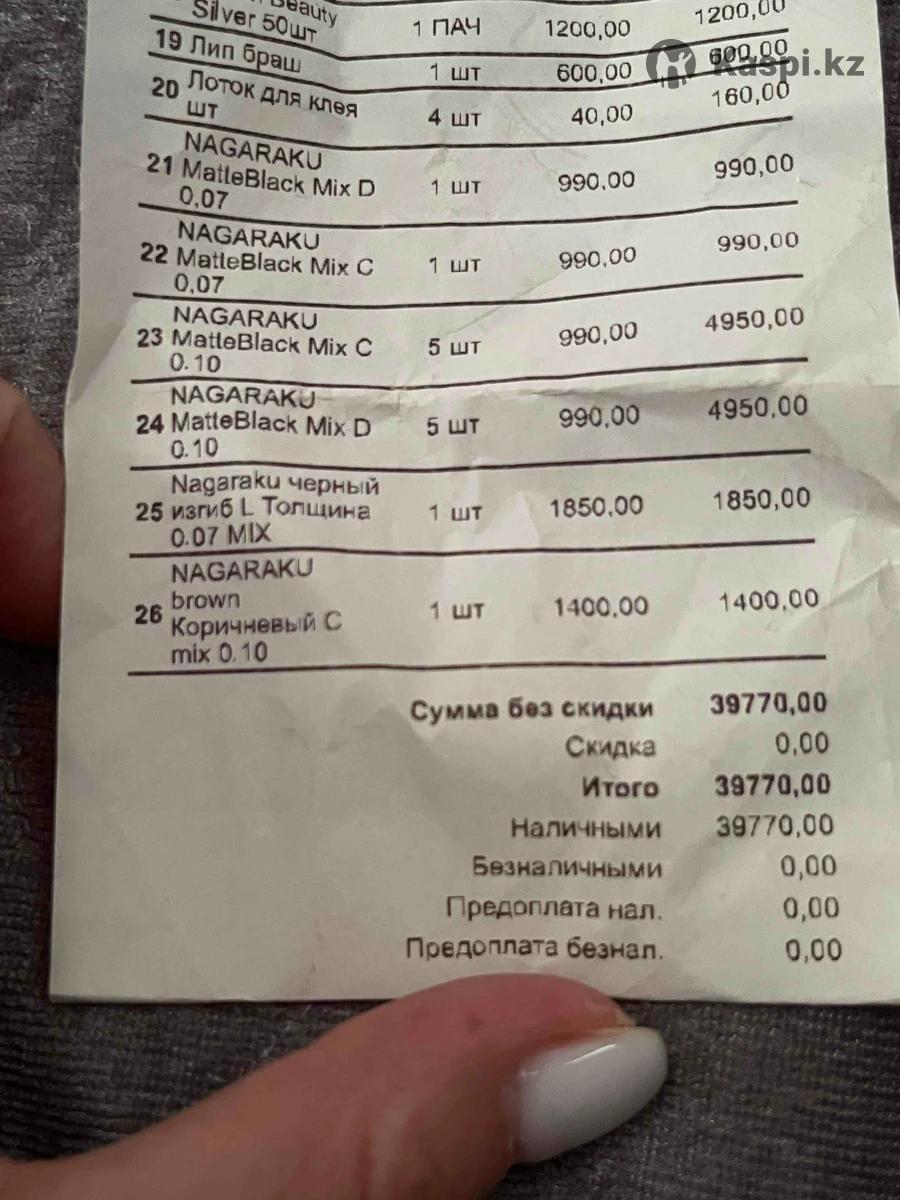 Beauty
Silver 50шт 1 ПАЧ 1200,00 1200,00
19 Лип браш 1 шт 600,00 600,00
Kaspi.kz
20 Лоток для клея
шт 4 шт 40,00 160,00
NAGARAKU
21 MatteBlack Mix D 1 шт 990,00 990,00
0,07
NAGARAKU
22 MatteBlack Mix C 1 шт 990,00 990,00
0,07
NAGARAKU
23 MatteBlack Mix C 5 шт 990,00 4950,00
0.10
NAGARAKU
24 MatteBlack Mix D 5 шт 990,00 4950,00
0.10
Nagaraku черный
25 изгиб L Толщина 1 шт 1850,00 1850,00
0.07 MIX
NAGARAKU
26 brown 1 шт 1400,00 1400,00
Коричневый C
mix 0.10
Сумма без скидки 39770,00
Скидка 0,00
Итого 39770,00
Наличными 39770,00
Безналичными 0,00
Предоплата нал. 0,00
Предоплата безнал. 0,00